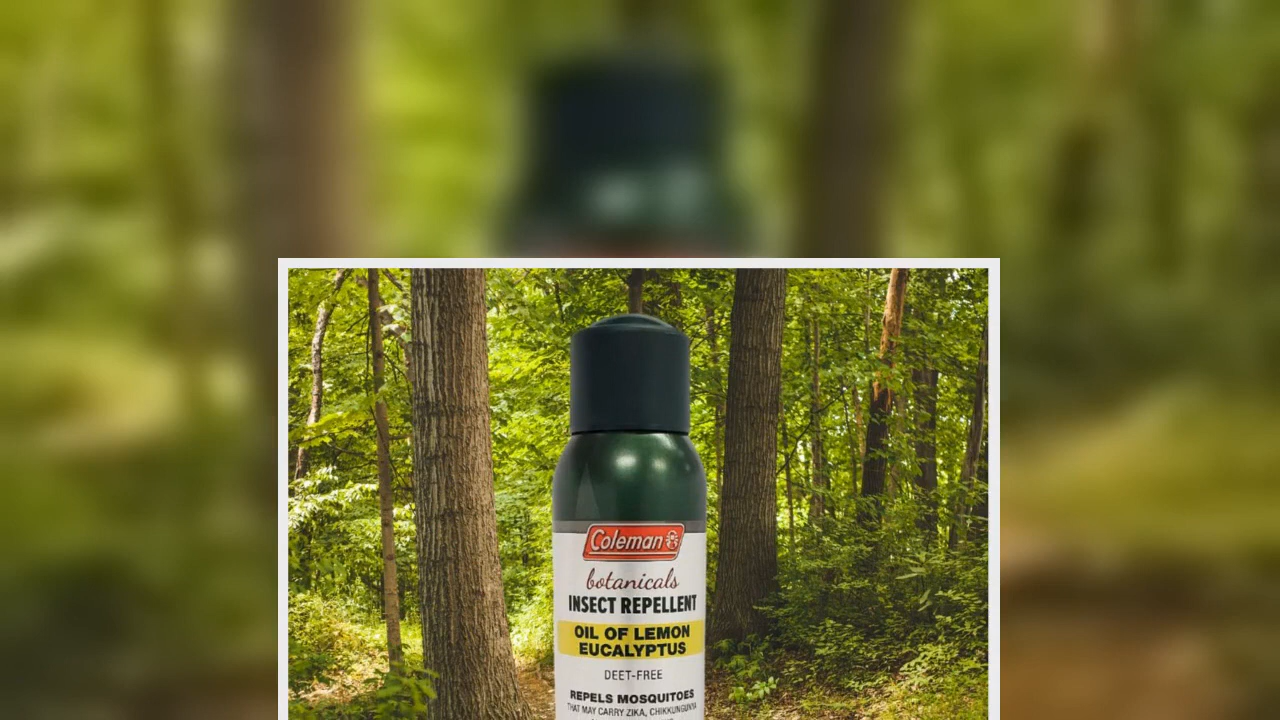 Coleman
botanicals
INSECT REPELLENT
OIL OF LEMON
EUCALYPTUS
DEET-FREE
REPELS MOSQUITOES
THAT MAY CARRY ZIKA, CHIKUNGUNYA